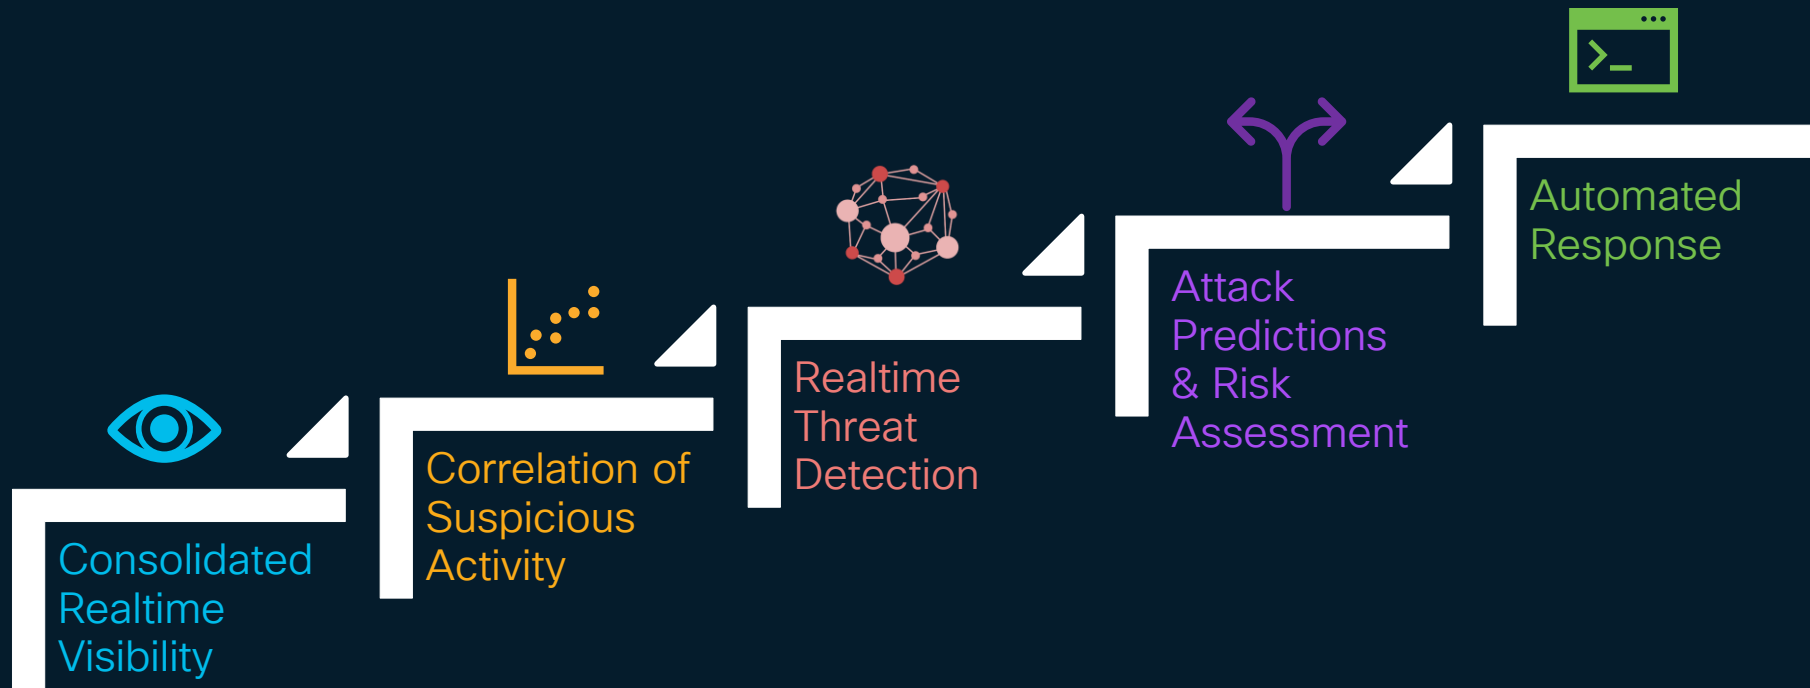 Consolidated
Realtime
Visibility
Correlation of
Suspicious
Activity
Realtime
Threat
Detection
Attack
Predictions
& Risk
Assessment
Automated
Response